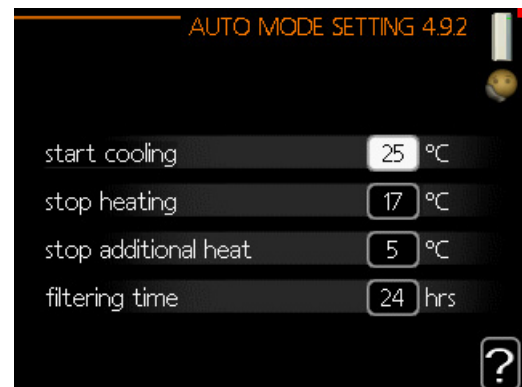 AUTO MODE SETTING 4.9.2
start cooling 25 °C
stop heating 17 °C
stop additional heat 5 °C
filtering time 24 hrs
?